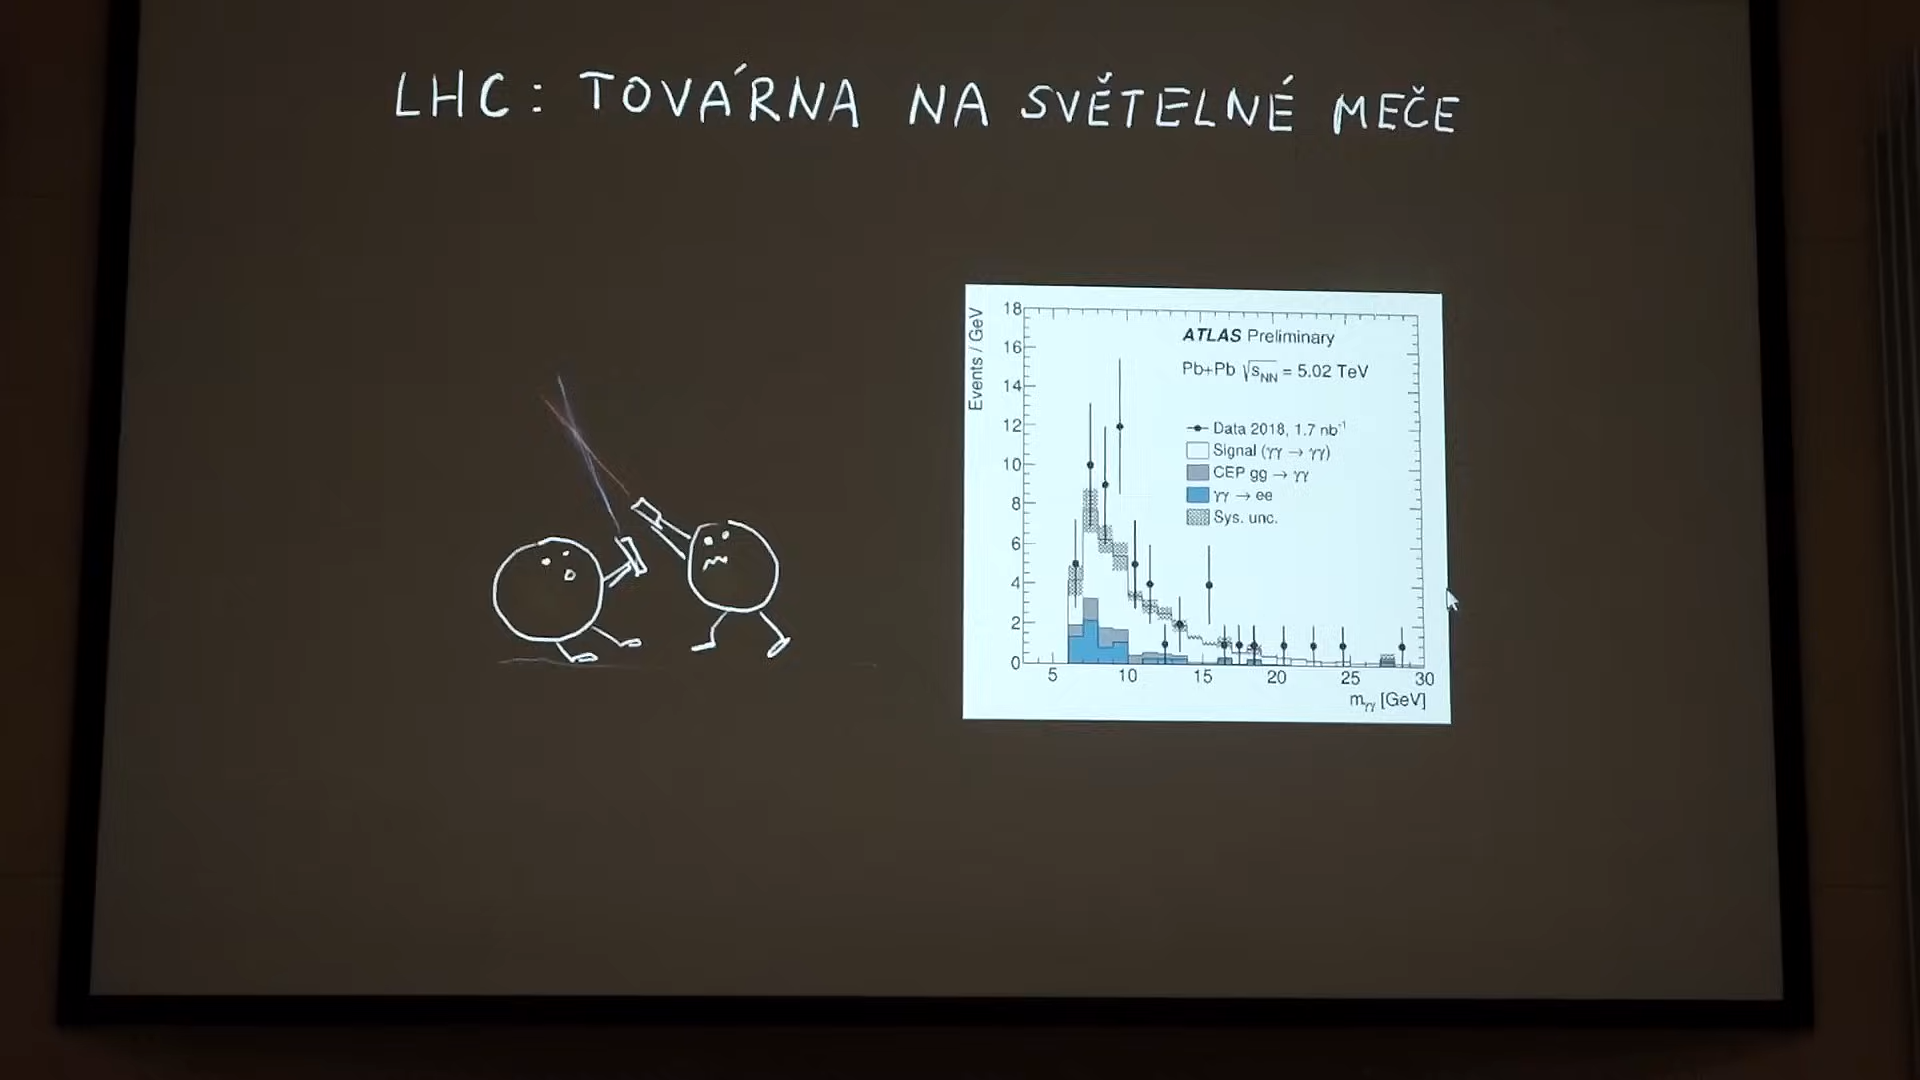 LHC: TOVÁRNA NA SVĚTELNÉ MEČE
Events / GeV
18
16
14
12
10
8
6
4
2
0
ATLAS Preliminary
Pb+Pb √sNN = 5.02 TeV
Data 2018, 1.7 nb-1
Signal (γγ → γγ)
CEP gg → γγ
γγ → ee
Sys. unc.
5 10 15 20 25 30
mγγ [GeV]